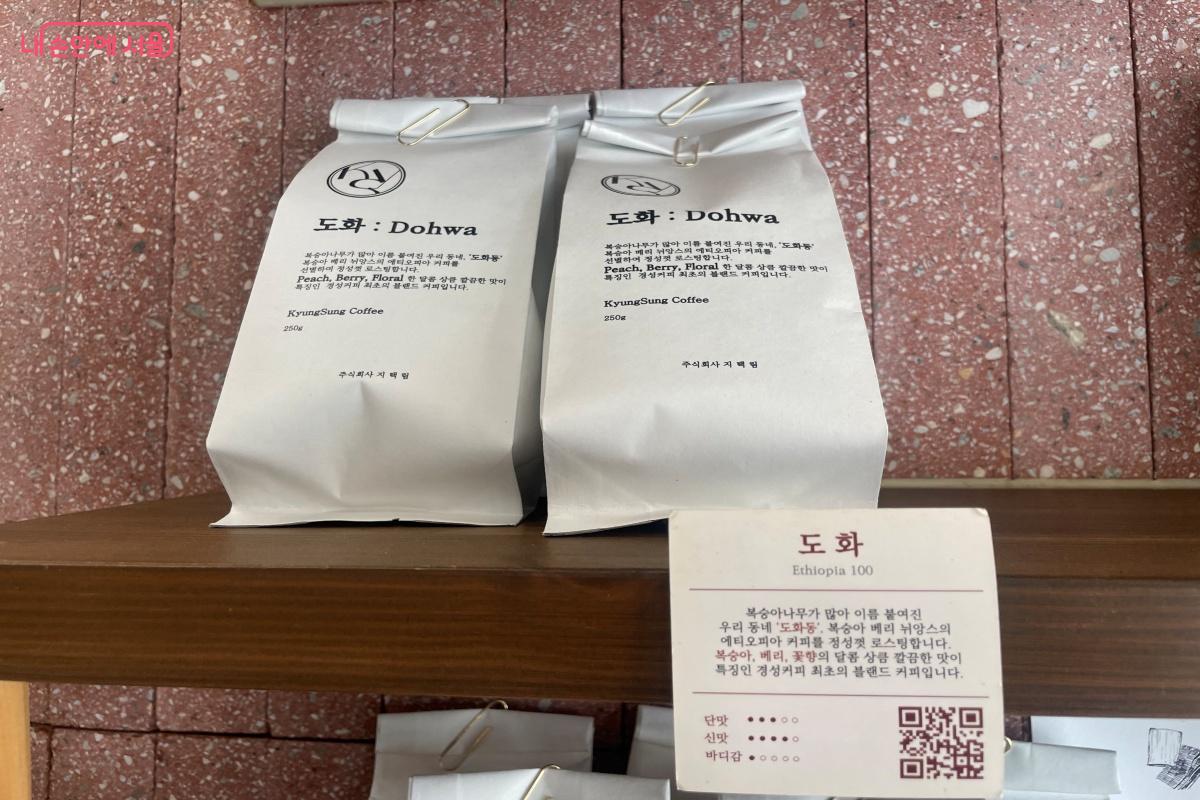 내 손안에 서울
도화 : Dohwa
복숭아나무가 많아 이름 붙여진 우리 동네, '도화동'
복숭아 베리 뉘앙스의 에티오피아 커피를
선별하여 정성껏 로스팅합니다.
Peach, Berry, Floral 한 달콤 상큼 깔끔한 맛이
특징인 경성커피 최초의 블랜드 커피입니다.
KyungSung Coffee
250g
주식회사 지 택 림
도화 : Dohwa
복숭아나무가 많아 이름 붙여진 우리 동네, '도화동'
복숭아 베리 뉘앙스의 에티오피아 커피를
선별하여 정성껏 로스팅합니다.
Peach, Berry, Floral 한 달콤 상큼 깔끔한 맛이
특징인 경성커피 최초의 블랜드 커피입니다.
KyungSung Coffee
250g
주식회사 지 택 림
도화
Ethiopia 100
복숭아나무가 많아 이름 붙여진
우리 동네 '도화동'. 복숭아 베리 뉘앙스의
에티오피아 커피를 정성껏 로스팅합니다.
복숭아, 베리, 꽃향의 달콤 상큼 깔끔한 맛이
특징인 경성커피 최초의 블랜드 커피입니다.
단맛 ●●●○○
신맛 ●●●●○
바디감 ●○○○○